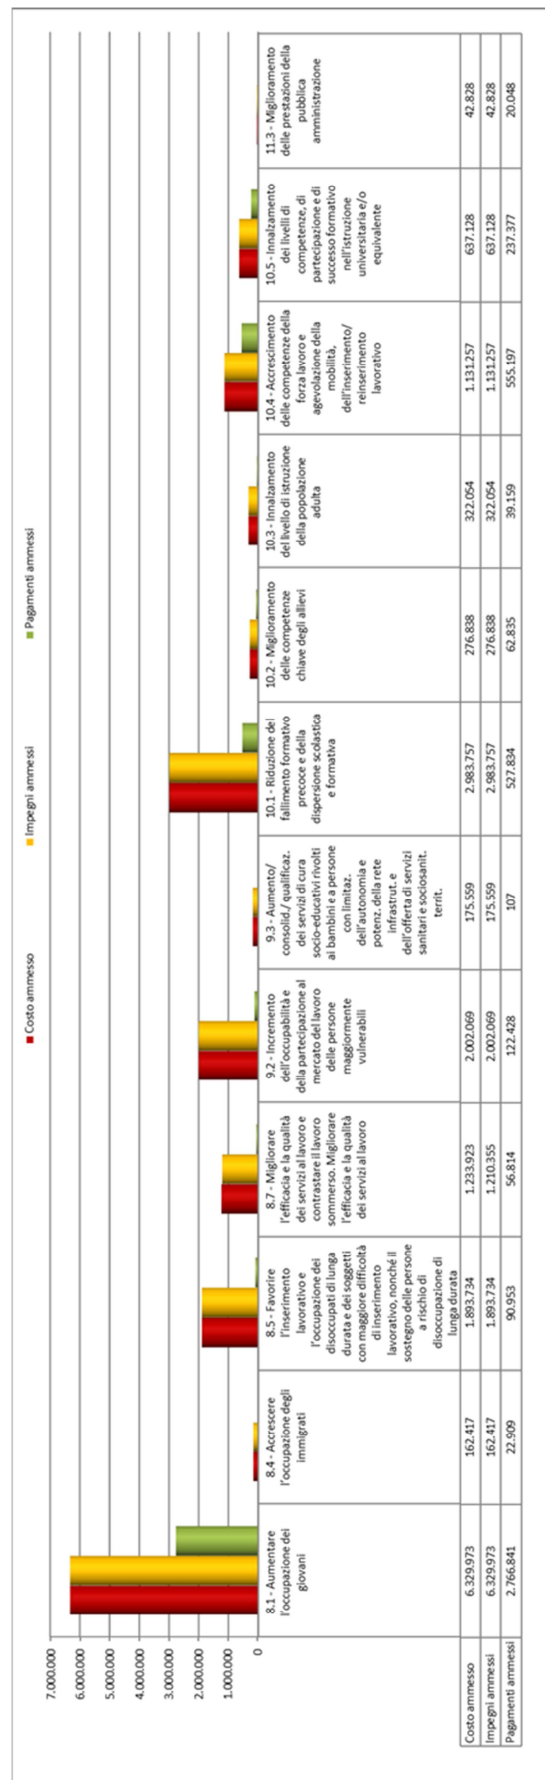 Costo ammesso
Impegni ammessi
Pagamenti ammessi
7.000.000
6.000.000
5.000.000
4.000.000
3.000.000
2.000.000
1.000.000
0
8.1 - Aumentare
l'occupazione dei
giovani
8.4 - Accrescere
l'occupazione degli
immigrati
8.5 - Favorire
l'inserimento
lavorativo e
l'occupazione dei
disoccupati di lunga
durata e dei soggetti
con maggiore difficoltà
di inserimento
lavorativo, nonché il
sostegno delle persone
a rischio di
disoccupazione di
lunga durata
8.7 - Migliorare
l'efficacia e la qualità
dei servizi al lavoro e
contrastare il lavoro
sommerso. Migliorare
l'efficacia e la qualità
dei servizi al lavoro
9.2 - Incremento
dell'occupabilità e
della partecipazione al
mercato del lavoro
delle persone
maggiormente
vulnerabili
9.3 - Aumento/
consolid./ qualificaz.
dei servizi di cura
socio-educativi rivolti
ai bambini e a persone
con limitaz.
dell'autonomia e
potenz. della rete
infrastrut. e
dell'offerta di servizi
sanitari e sociosanit.
territ.
10.1 - Riduzione del
fallimento formativo
precoce e della
dispersione scolastica
e formativa
10.2 - Miglioramento
delle competenze
chiave degli allievi
10.3 - Innalzamento
del livello di istruzione
della popolazione
adulta
10.4 - Accrescimento
delle competenze della
forza lavoro e
agevolazione della
mobilità,
dell'inserimento/
reinserimento
lavorativo
10.5 - Innalzamento
dei livelli di
competenze, di
partecipazione e di
successo formativo
nell'istruzione
universitaria e/o
equivalente
11.3 - Miglioramento
delle prestazioni della
pubblica
amministrazione
Costo ammesso 6.329.973 162.417 1.893.734 1.233.923 2.002.069 175.559 2.983.757 276.838 322.054 1.131.257 637.128 42.828
Impegni ammessi 6.329.973 162.417 1.893.734 1.210.355 2.002.069 175.559 2.983.757 276.838 322.054 1.131.257 637.128 42.828
Pagamenti ammessi 2.766.841 22.909 90.953 56.814 122.428 107 527.834 62.835 39.159 555.197 237.377 20.048